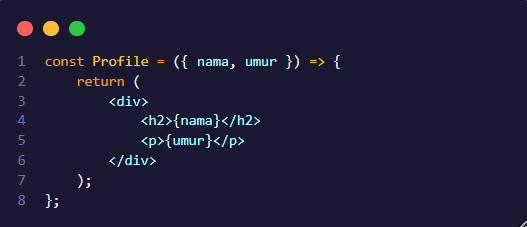 1 const Profile = ({ nama, umur }) => {
2     return (
3         <div>
4             <h2>{nama}</h2>
5             <p>{umur}</p>
6         </div>
7     );
8 };